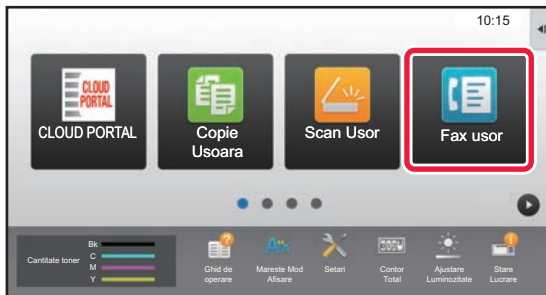 10:15
CLOUD
PORTAL
CLOUD PORTAL
Copie
Usoara
Scan Usor
Fax usor
Cantitate toner
Bk
C
M
Y
Ghid de
operare
Mareste Mod
Afisare
Setari
Contor
Total
Ajustare
Luminozitate
Stare
Lucrare